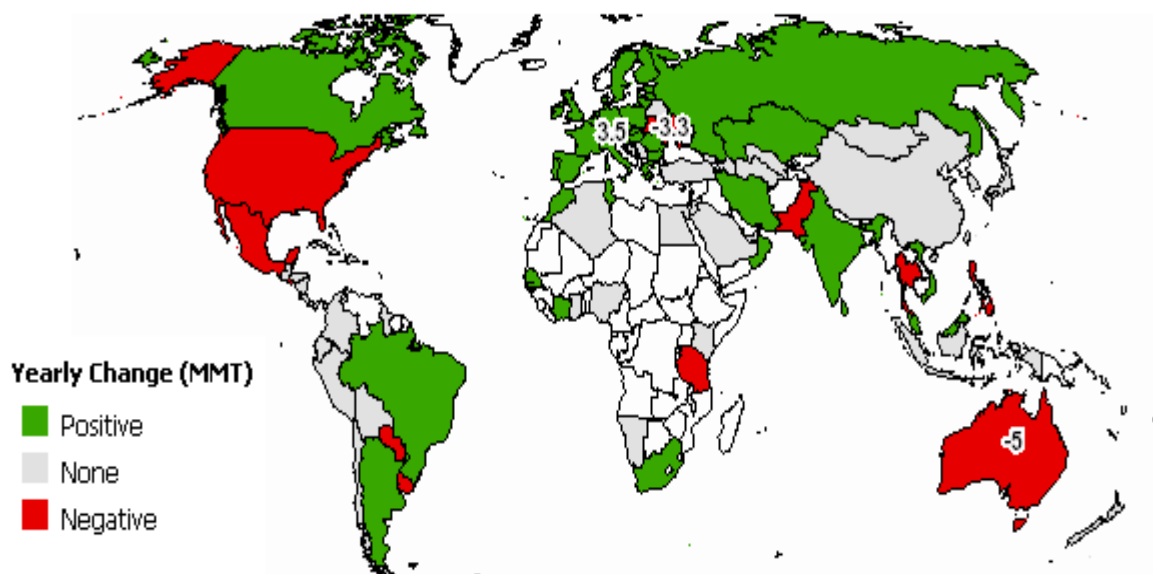 3.5
-3.3
Yearly Change (MMT)
Positive
None
Negative
-5